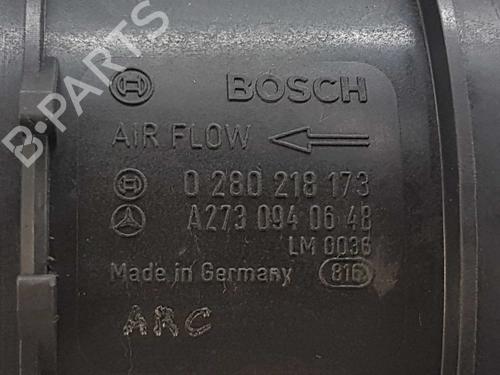 B-PARTS
BOSCH
AIR FLOW
0 280 218 173
A273 094 06 48
LM 0036
Made in Germany 816
ARC